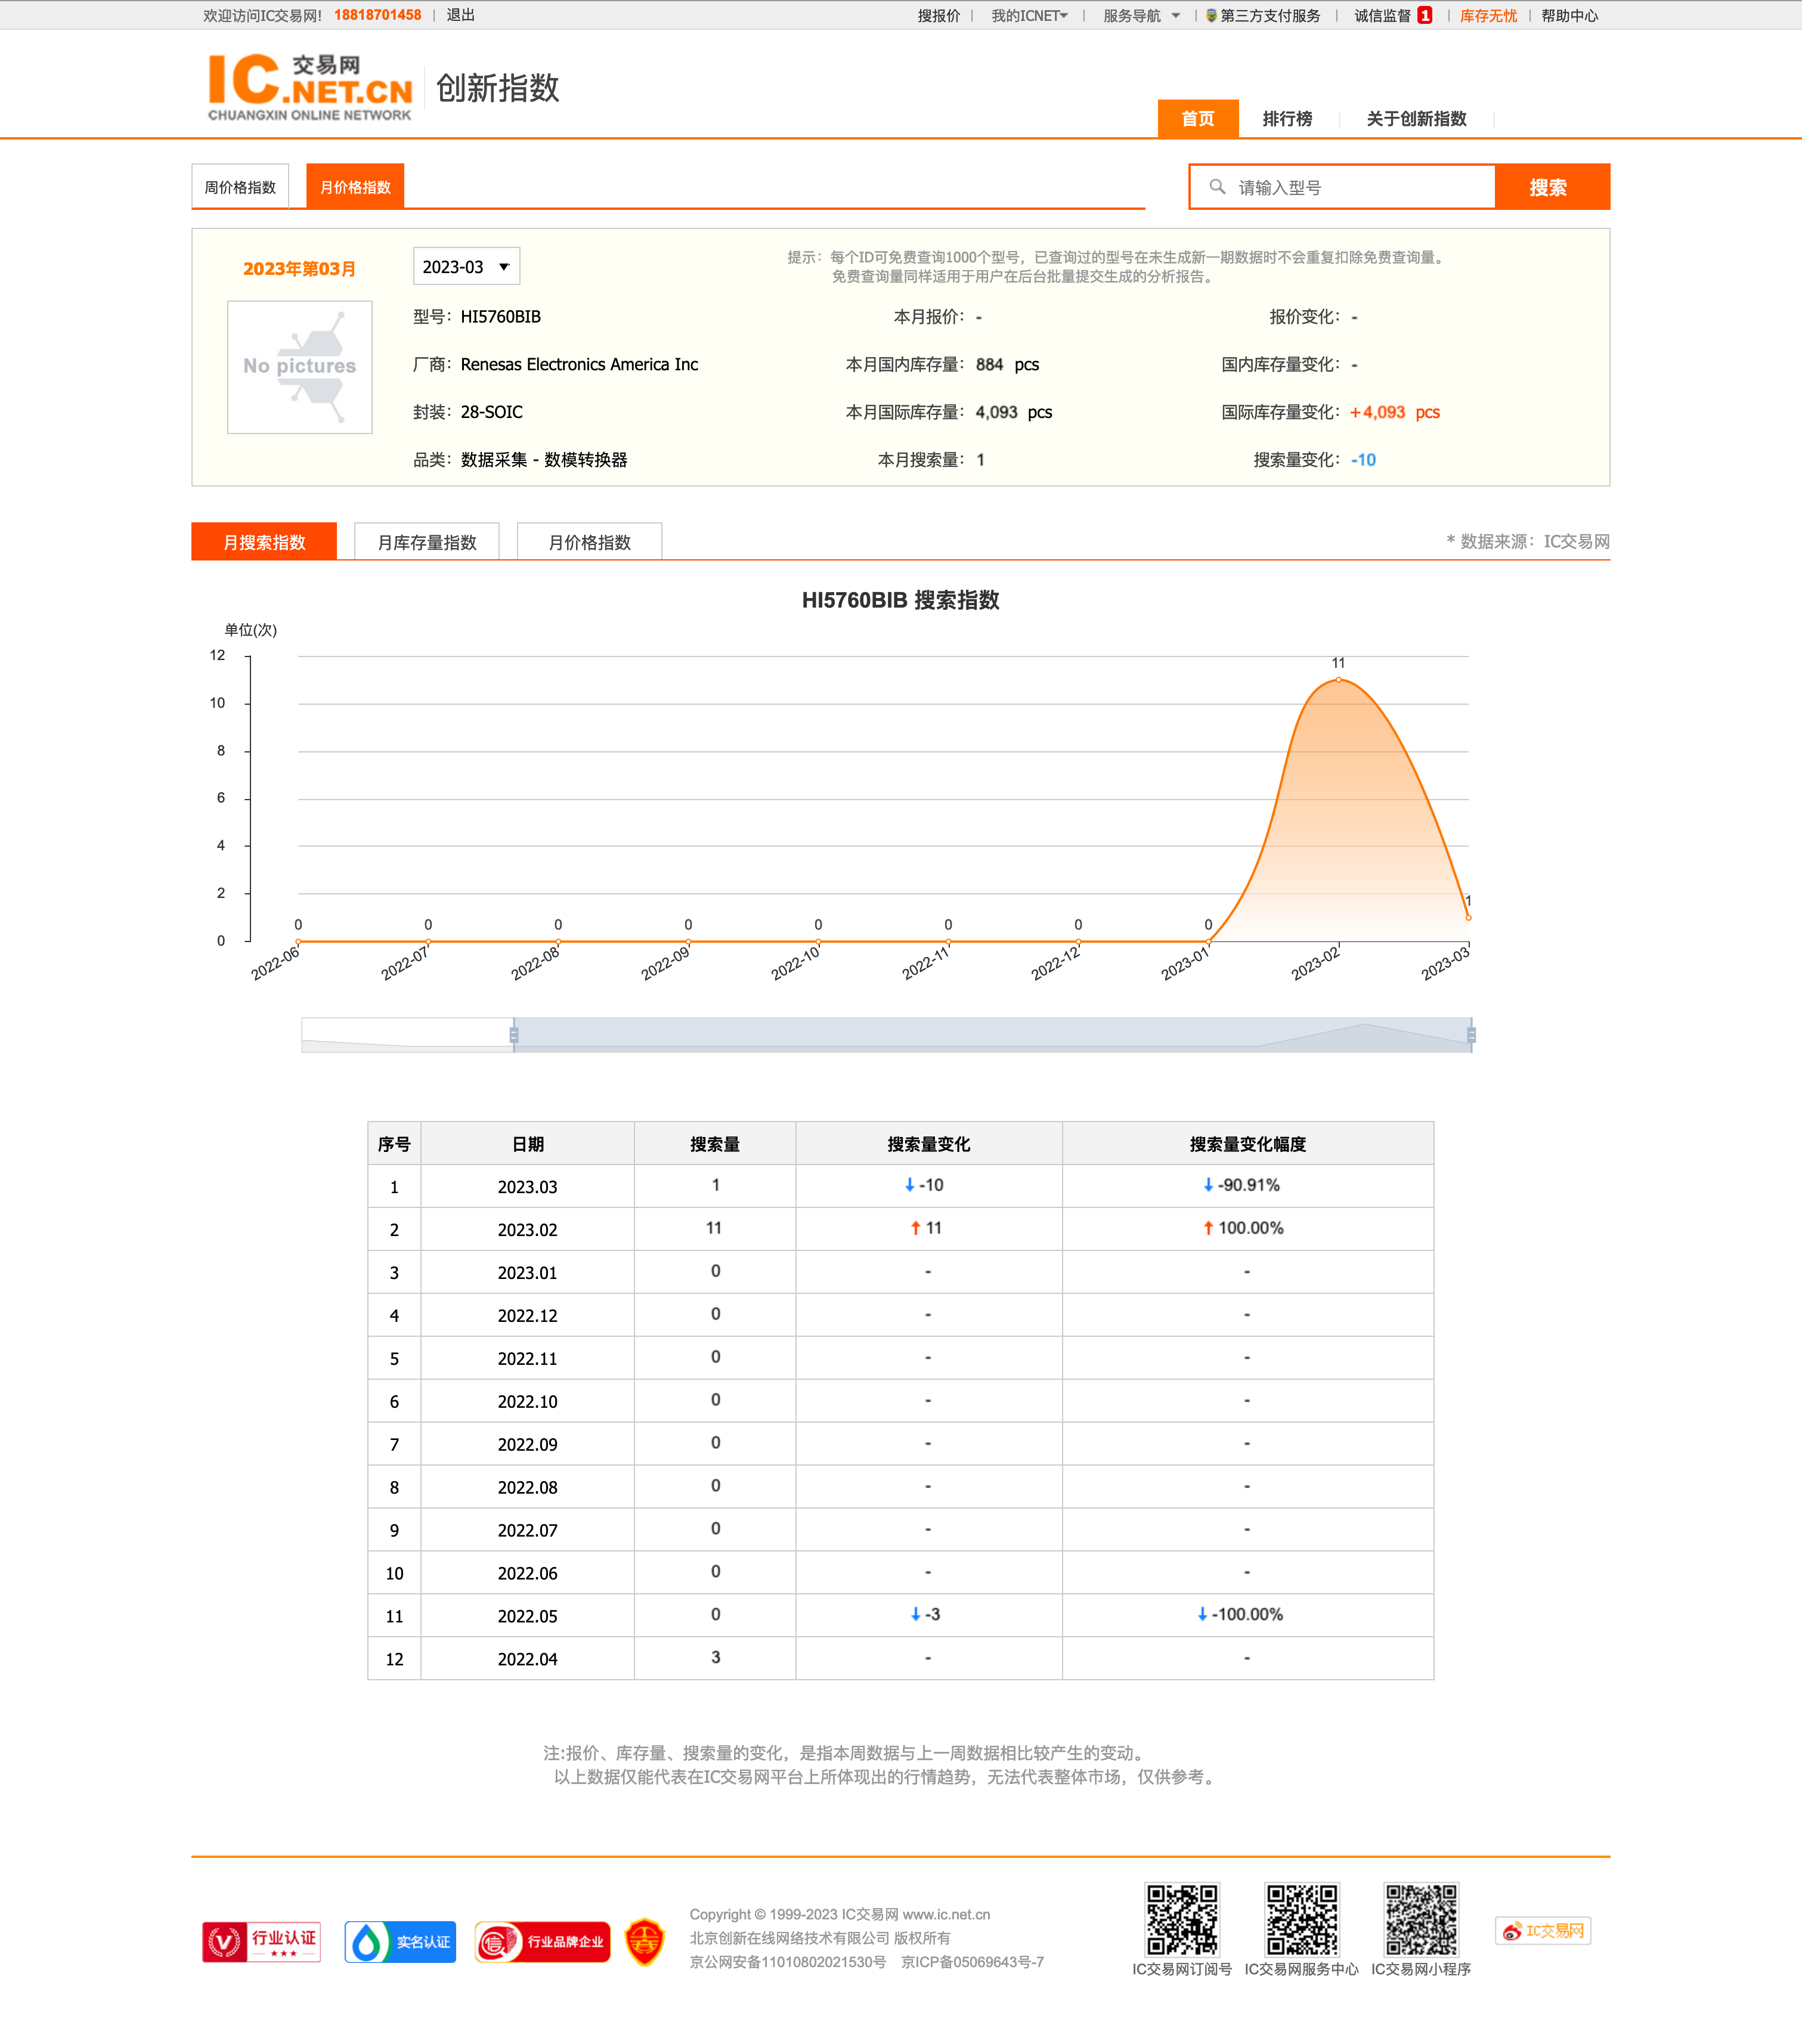 欢迎访问IC交易网! 18818701458 | 退出 搜报价 | 我的ICNET | 服务导航 | 第三方支付服务 | 诚信监督 1 | 库存无忧 | 帮助中心
IC交易网
.NET.CN
CHUANGXIN ONLINE NETWORK
创新指数
首页 排行榜 关于创新指数
周价格指数 月价格指数 请输入型号 搜索
2023年第03月 2023-03 提示：每个ID可免费查询1000个型号，已查询过的型号在未生成新一期数据时不会重复扣除免费查询量。
免费查询量同样适用于用户在后台批量提交生成的分析报告。
No pictures
型号：HI5760BIB 本月报价：- 报价变化：-
厂商：Renesas Electronics America Inc 本月国内库存量：884 pcs 国内库存量变化：-
封装：28-SOIC 本月国际库存量：4,093 pcs 国际库存量变化：+4,093 pcs
品类：数据采集 - 数模转换器 本月搜索量：1 搜索量变化：-10
月搜索指数 月库存量指数 月价格指数 * 数据来源：IC交易网
HI5760BIB 搜索指数
单位(次)
12
11
10
8
6
4
2
1
0 0 0 0 0 0 0 0
0
2022-06 2022-07 2022-08 2022-09 2022-10 2022-11 2022-12 2023-01 2023-02 2023-03
序号 日期 搜索量 搜索量变化 搜索量变化幅度
1 2023.03 1 ↓-10 ↓-90.91%
2 2023.02 11 ↑11 ↑100.00%
3 2023.01 0 - -
4 2022.12 0 - -
5 2022.11 0 - -
6 2022.10 0 - -
7 2022.09 0 - -
8 2022.08 0 - -
9 2022.07 0 - -
10 2022.06 0 - -
11 2022.05 0 ↓-3 ↓-100.00%
12 2022.04 3 - -
注:报价、库存量、搜索量的变化，是指本周数据与上一周数据相比较产生的变动。
以上数据仅能代表在IC交易网平台上所体现出的行情趋势，无法代表整体市场，仅供参考。
行业认证
实名认证
信 行业品牌企业
Copyright © 1999-2023 IC交易网 www.ic.net.cn
北京创新在线网络技术有限公司 版权所有
京公网安备11010802021530号 京ICP备05069643号-7
IC交易网订阅号 IC交易网服务中心 IC交易网小程序
IC交易网